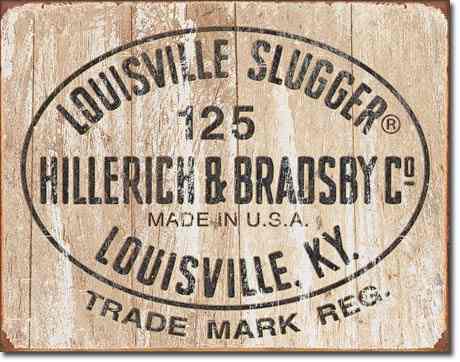 LOUISVILLE SLUGGER®
125
HILLERICH & BRADSBY Cº
MADE IN U.S.A.
LOUISVILLE, KY.
TRADE MARK REG.